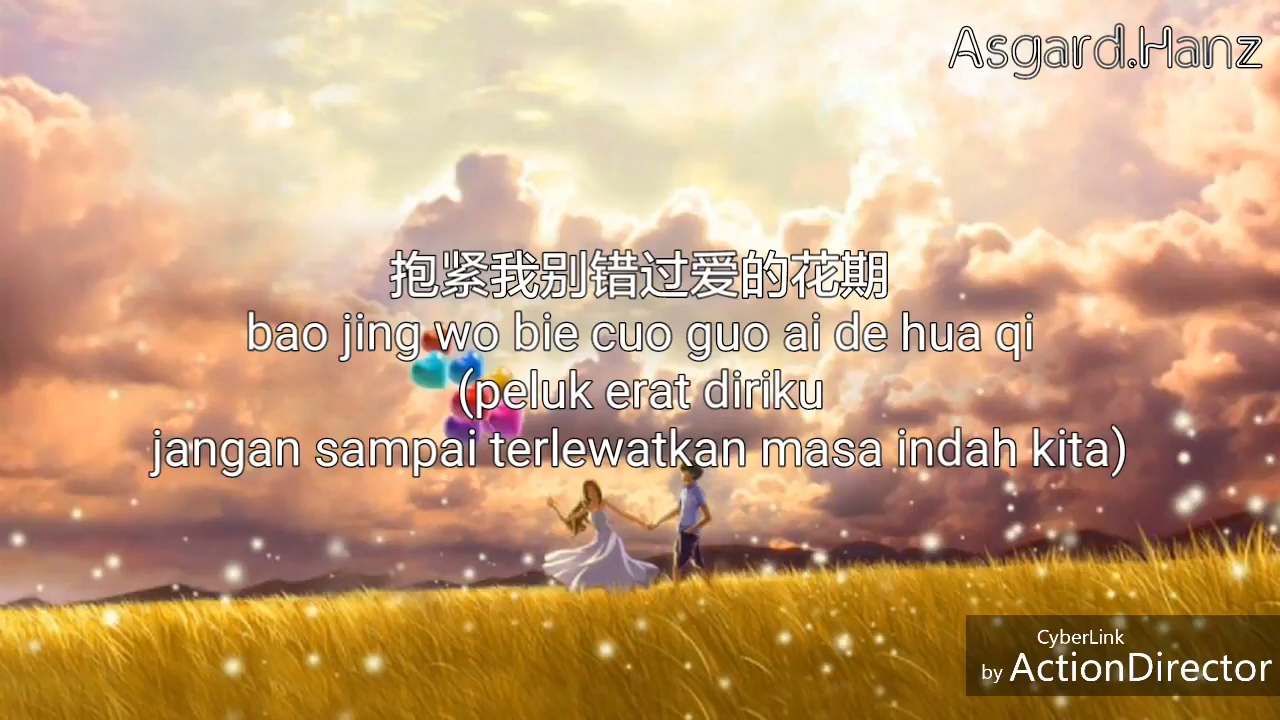 Asgard.Hanz
抱紧我别错过爱的花期
bao jing wo bie cuo guo ai de hua qi
(peluk erat diriku
jangan sampai terlewatkan masa indah kita)
CyberLink
by ActionDirector